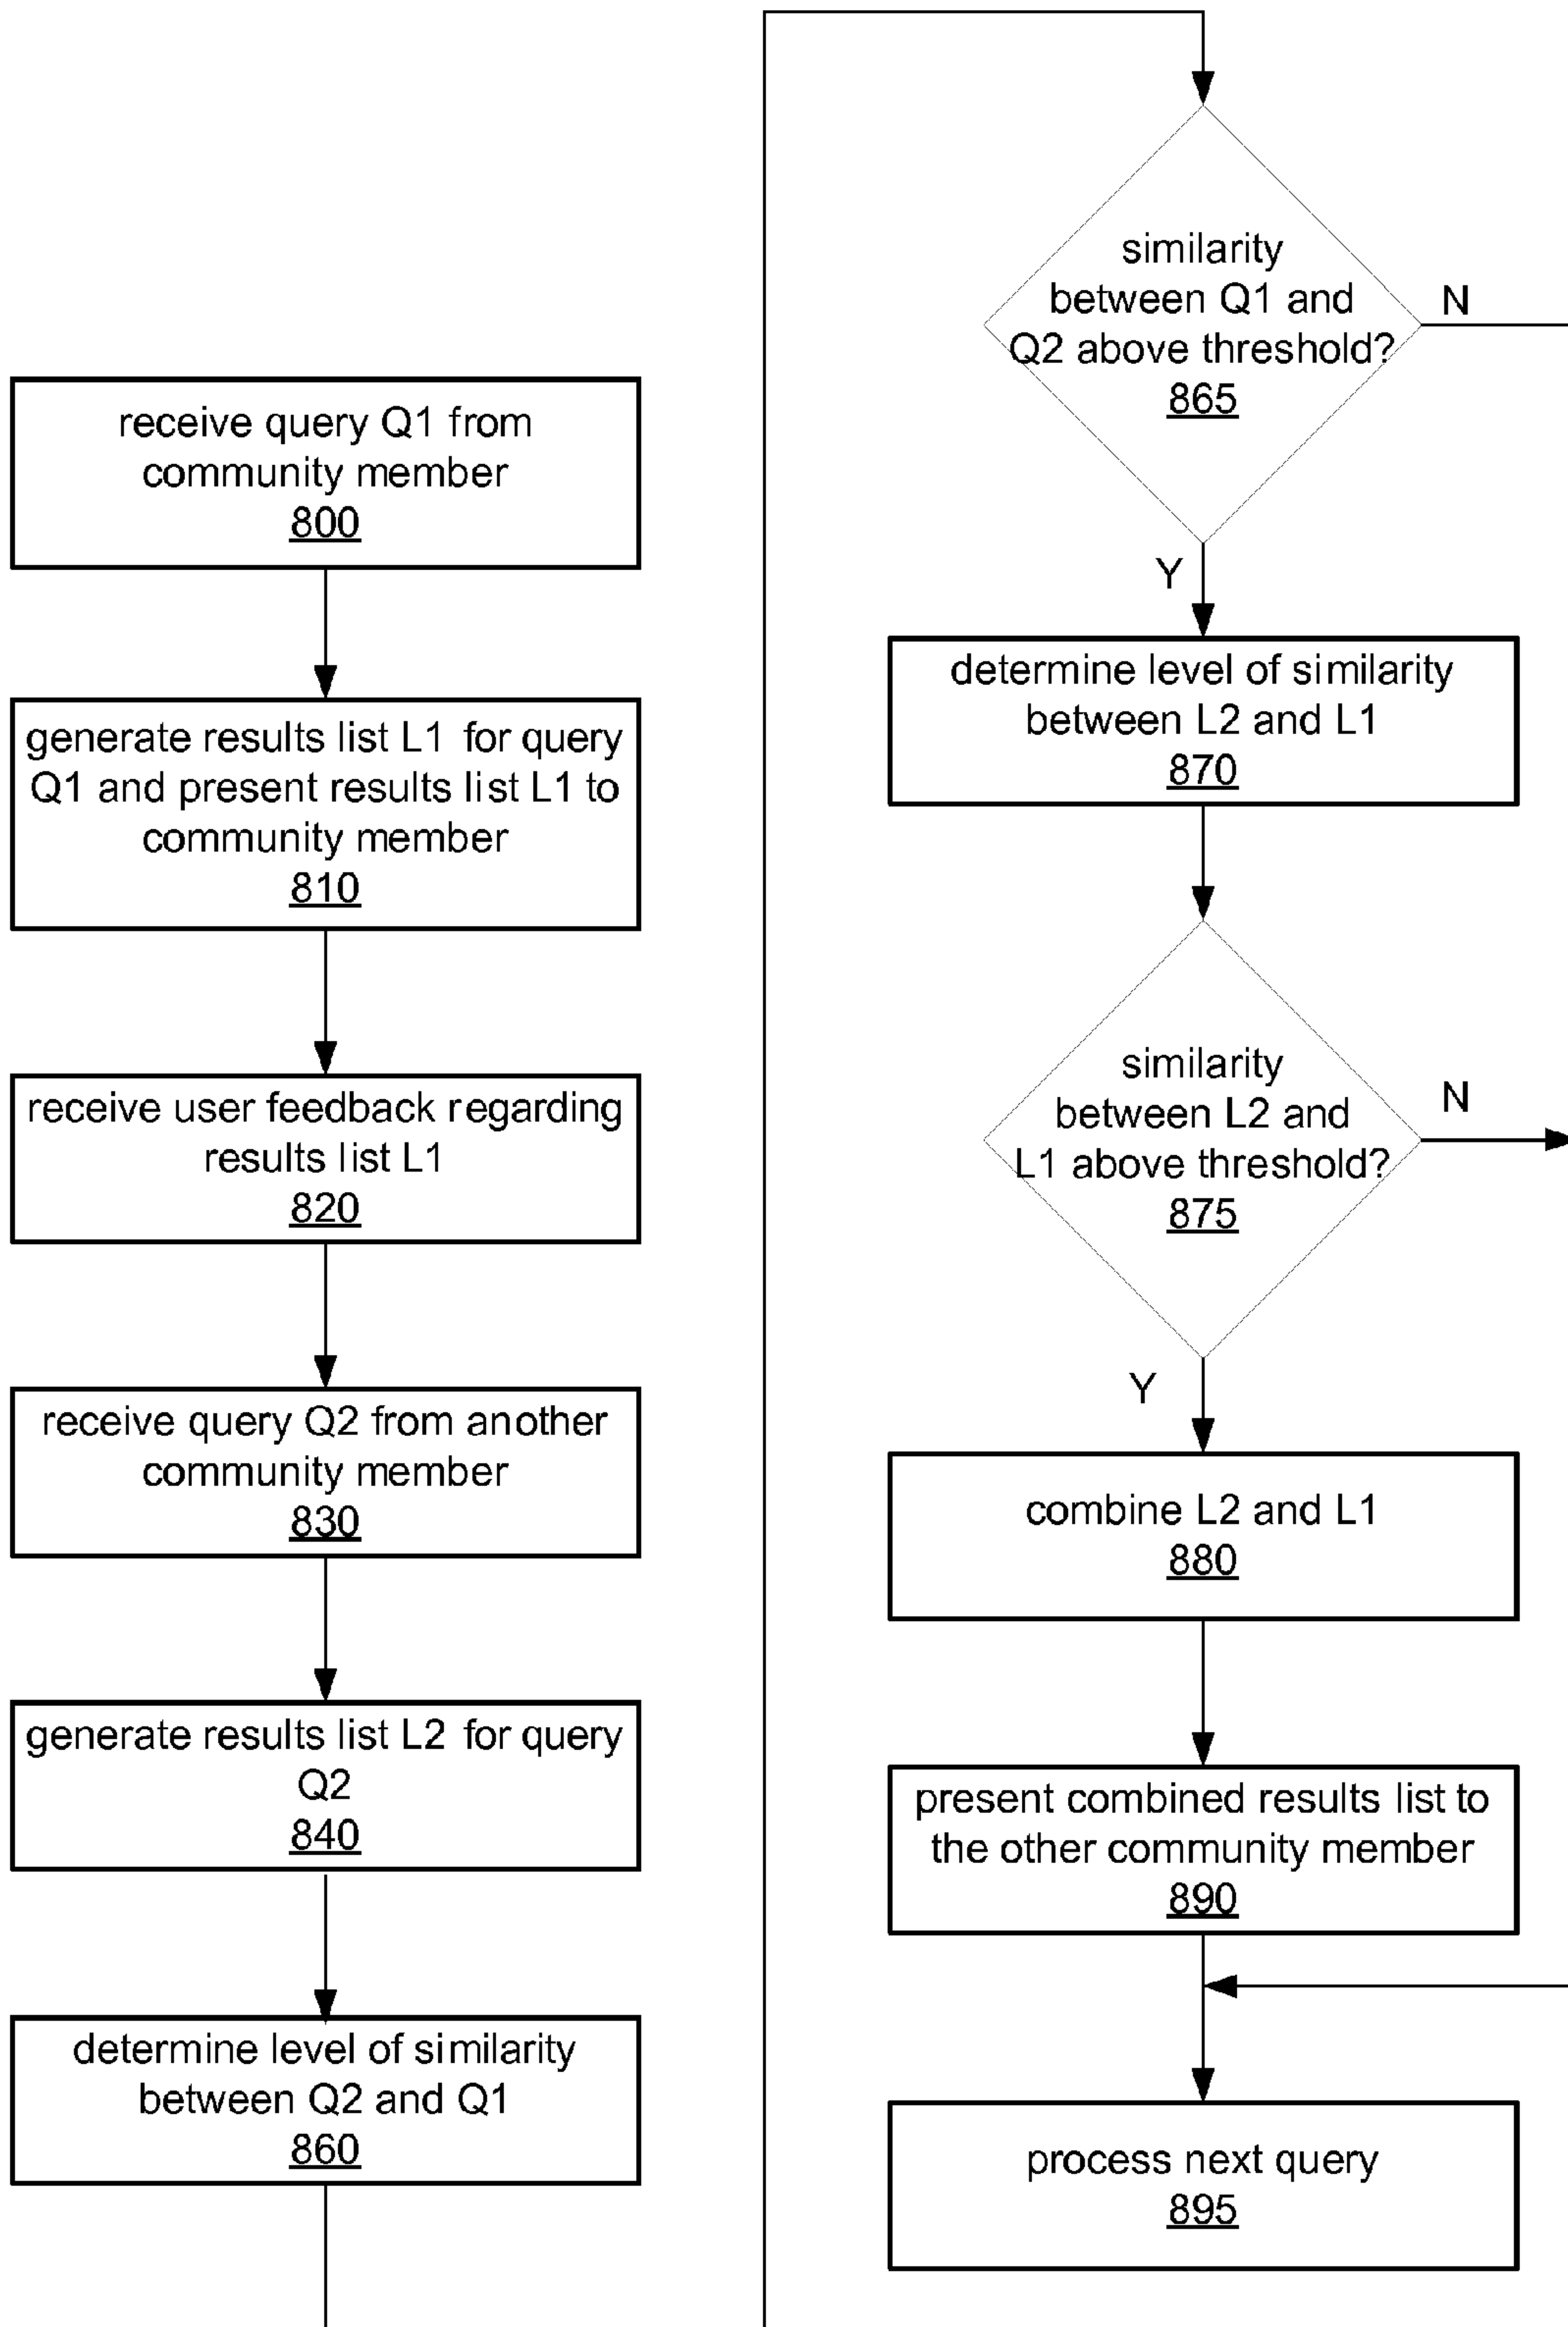 receive query Q1 from
community member
800
generate results list L1 for query
Q1 and present results list L1 to
community member
810
receive user feedback regarding
results list L1
820
receive query Q2 from another
community member
830
generate results list L2 for query
Q2
840
determine level of similarity
between Q2 and Q1
860
similarity
between Q1 and
Q2 above threshold?
865
N
Y
determine level of similarity
between L2 and L1
870
similarity
between L2 and
L1 above threshold?
875
N
Y
combine L2 and L1
880
present combined results list to
the other community member
890
process next query
895